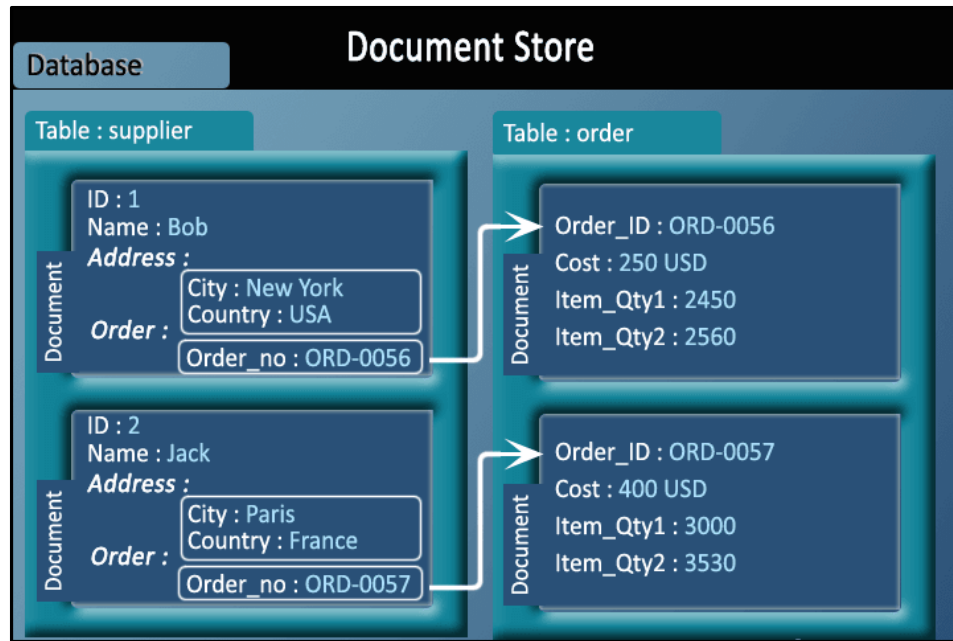 Document Store
Database
Table : supplier
ID : 1
Name : Bob
Address :
City : New York
Country : USA
Order :
Order_no : ORD-0056
Document
ID : 2
Name : Jack
Address :
City : Paris
Country : France
Order :
Order_no : ORD-0057
Document
Table : order
Order_ID : ORD-0056
Cost : 250 USD
Item_Qty1 : 2450
Item_Qty2 : 2560
Document
Order_ID : ORD-0057
Cost : 400 USD
Item_Qty1 : 3000
Item_Qty2 : 3530
Document